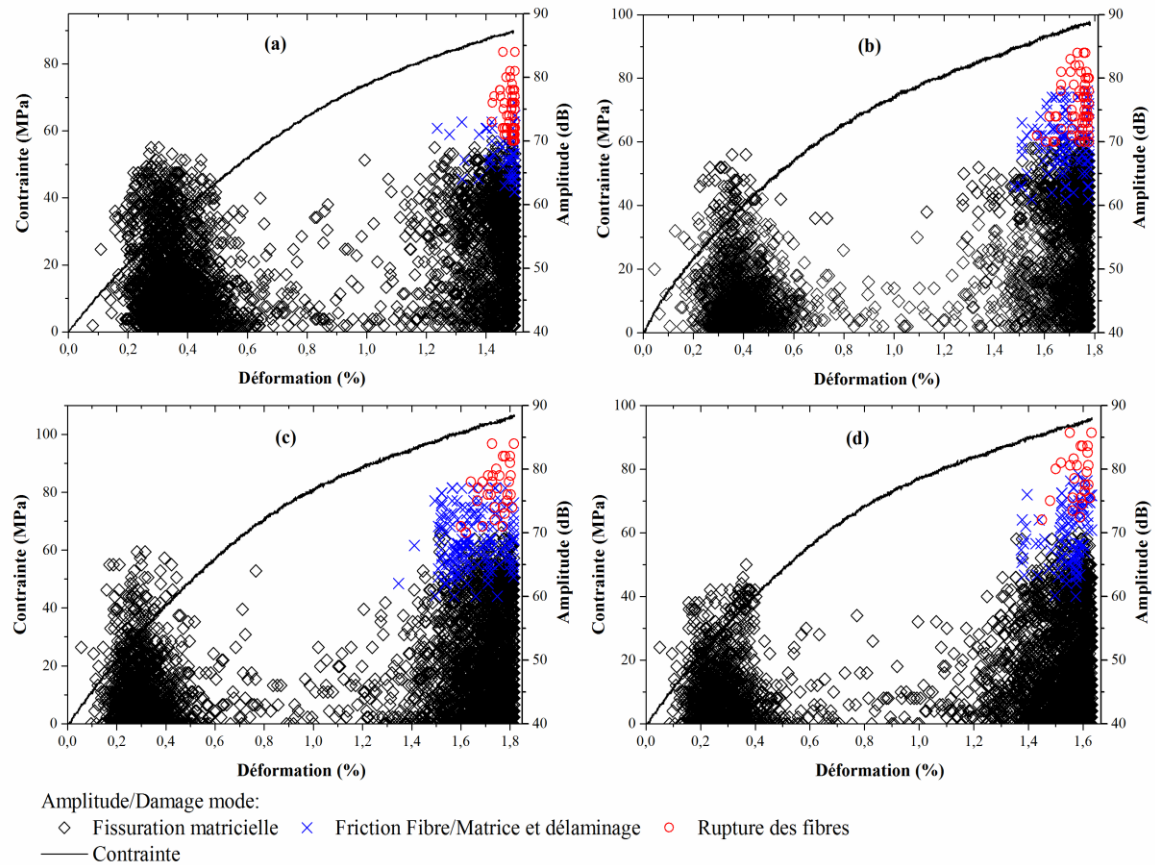 (a)
Contrainte (MPa)
0 20 40 60 80
Amplitude (dB)
40 50 60 70 80 90
0,0 0,2 0,4 0,6 0,8 1,0 1,2 1,4
Déformation (%)
(b)
Contrainte (MPa)
0 20 40 60 80 100
Amplitude (dB)
40 50 60 70 80 90
0,0 0,2 0,4 0,6 0,8 1,0 1,2 1,4 1,6 1,8
Déformation (%)
(c)
Contrainte (MPa)
0 20 40 60 80 100
Amplitude (dB)
40 50 60 70 80 90
0,0 0,2 0,4 0,6 0,8 1,0 1,2 1,4 1,6 1,8
Déformation (%)
(d)
Contrainte (MPa)
0 20 40 60 80 100
Amplitude (dB)
40 50 60 70 80 90
0,0 0,2 0,4 0,6 0,8 1,0 1,2 1,4 1,6
Déformation (%)
Amplitude/Damage mode:
Fissuration matricielle Friction Fibre/Matrice et délaminage Rupture des fibres
Contrainte